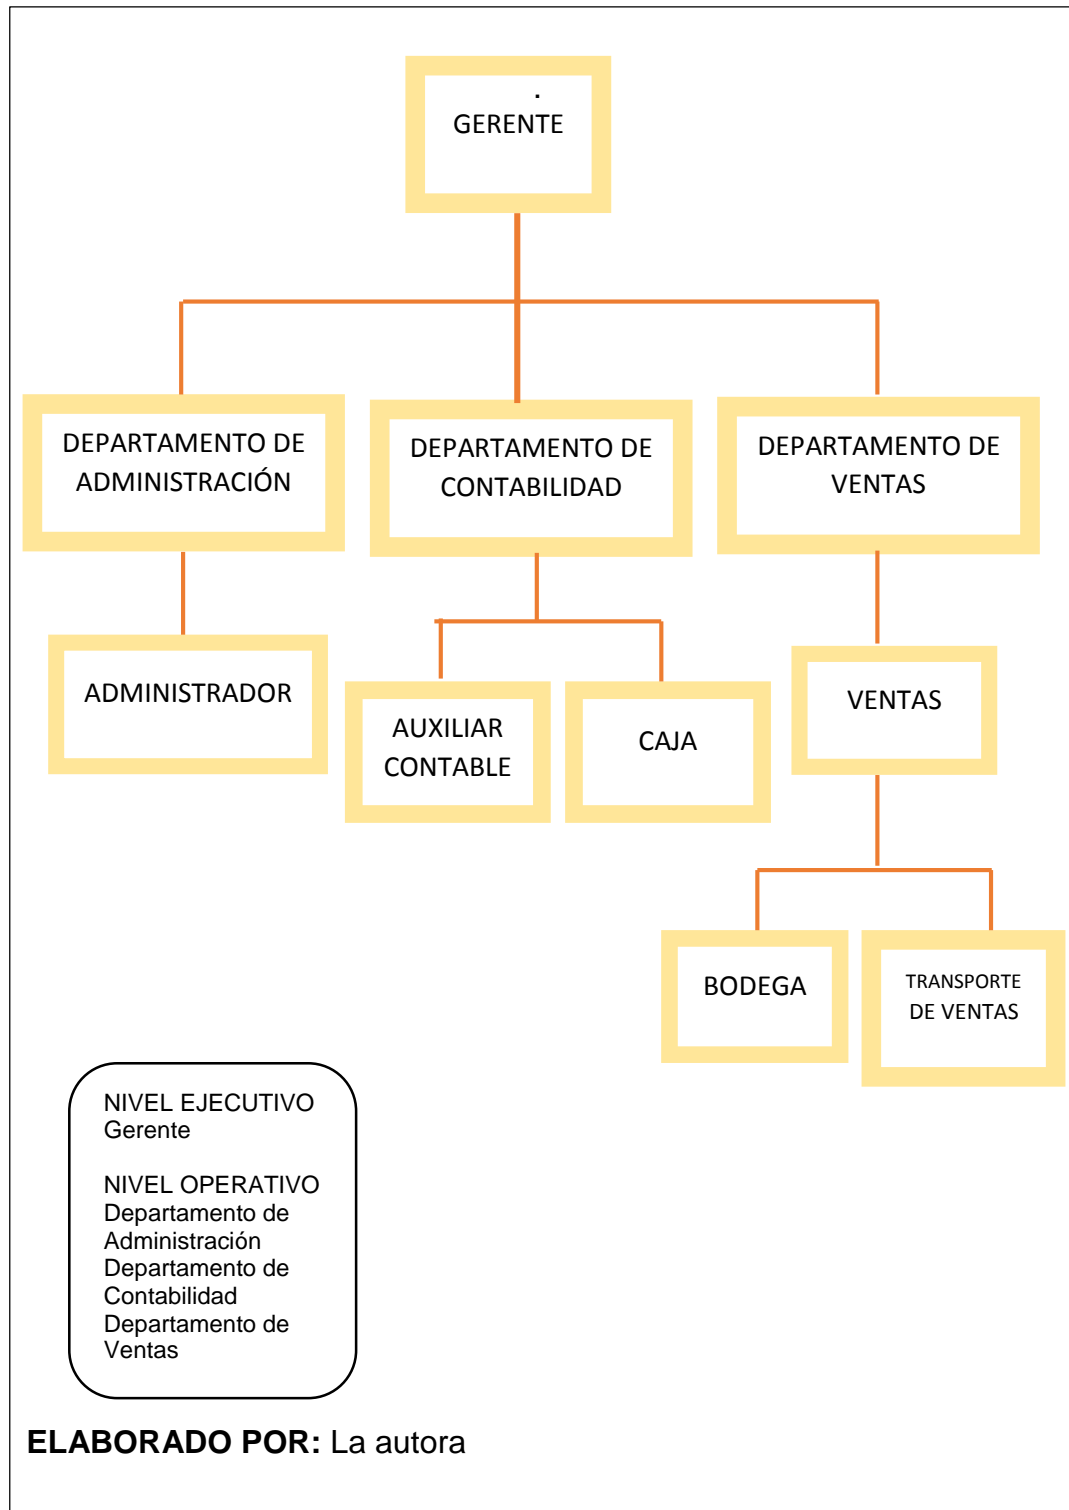 .
GERENTE
DEPARTAMENTO DE
ADMINISTRACIÓN
DEPARTAMENTO DE
CONTABILIDAD
DEPARTAMENTO DE
VENTAS
ADMINISTRADOR
AUXILIAR
CONTABLE
CAJA
VENTAS
BODEGA
TRANSPORTE
DE VENTAS
NIVEL EJECUTIVO
Gerente
NIVEL OPERATIVO
Departamento de
Administración
Departamento de
Contabilidad
Departamento de
Ventas
ELABORADO POR: La autora